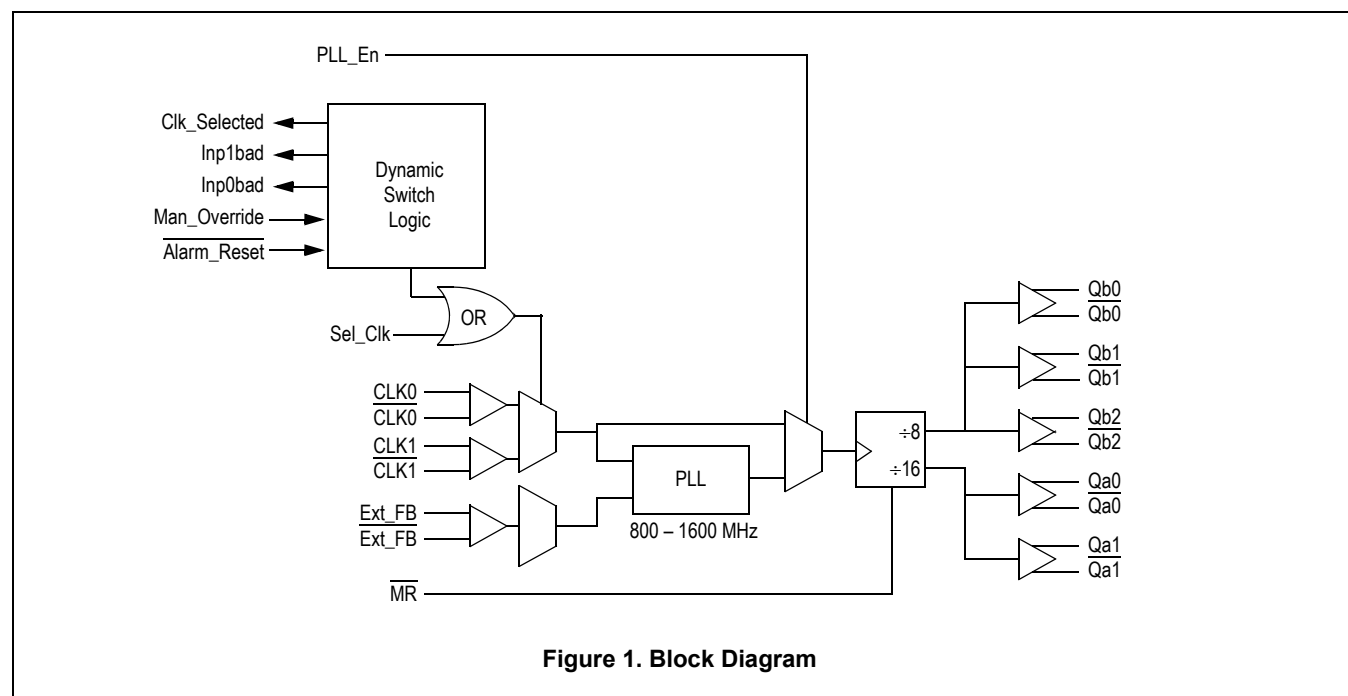 PLL_En
Clk_Selected
Inp1bad
Inp0bad
Man_Override
Alarm_Reset
Dynamic
Switch
Logic
OR
Sel_Clk
CLK0
CLK0
CLK1
CLK1
Ext_FB
Ext_FB
MR
PLL
800 – 1600 MHz
÷8
÷16
Qb0
Qb0
Qb1
Qb1
Qb2
Qb2
Qa0
Qa0
Qa1
Qa1
Figure 1. Block Diagram